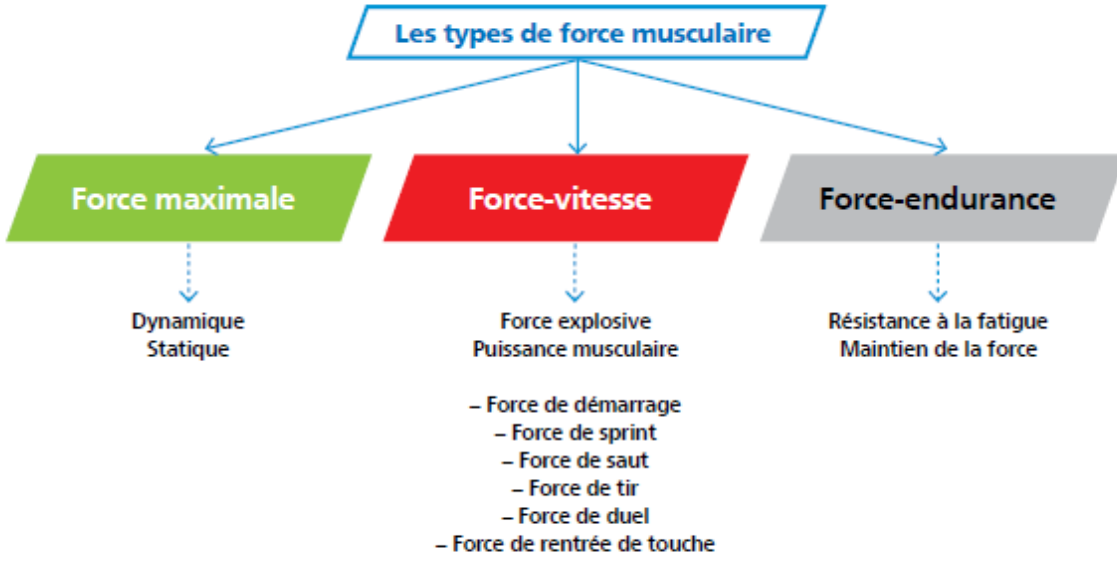 Les types de force musculaire
Force maximale
Dynamique
Statique
Force-vitesse
Force explosive
Puissance musculaire
– Force de démarrage
– Force de sprint
– Force de saut
– Force de tir
– Force de duel
– Force de rentrée de touche
Force-endurance
Résistance à la fatigue
Maintien de la force